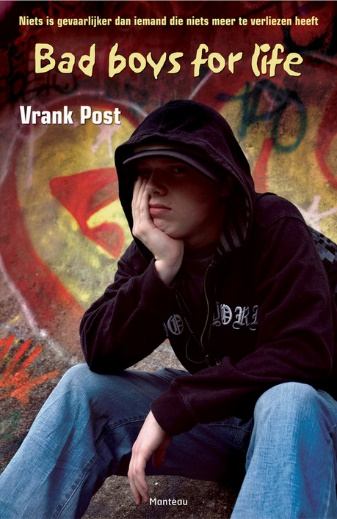 Niets is gevaarlijker dan iemand die niets meer te verliezen heeft
Bad boys for life
Vrank Post
Manteau